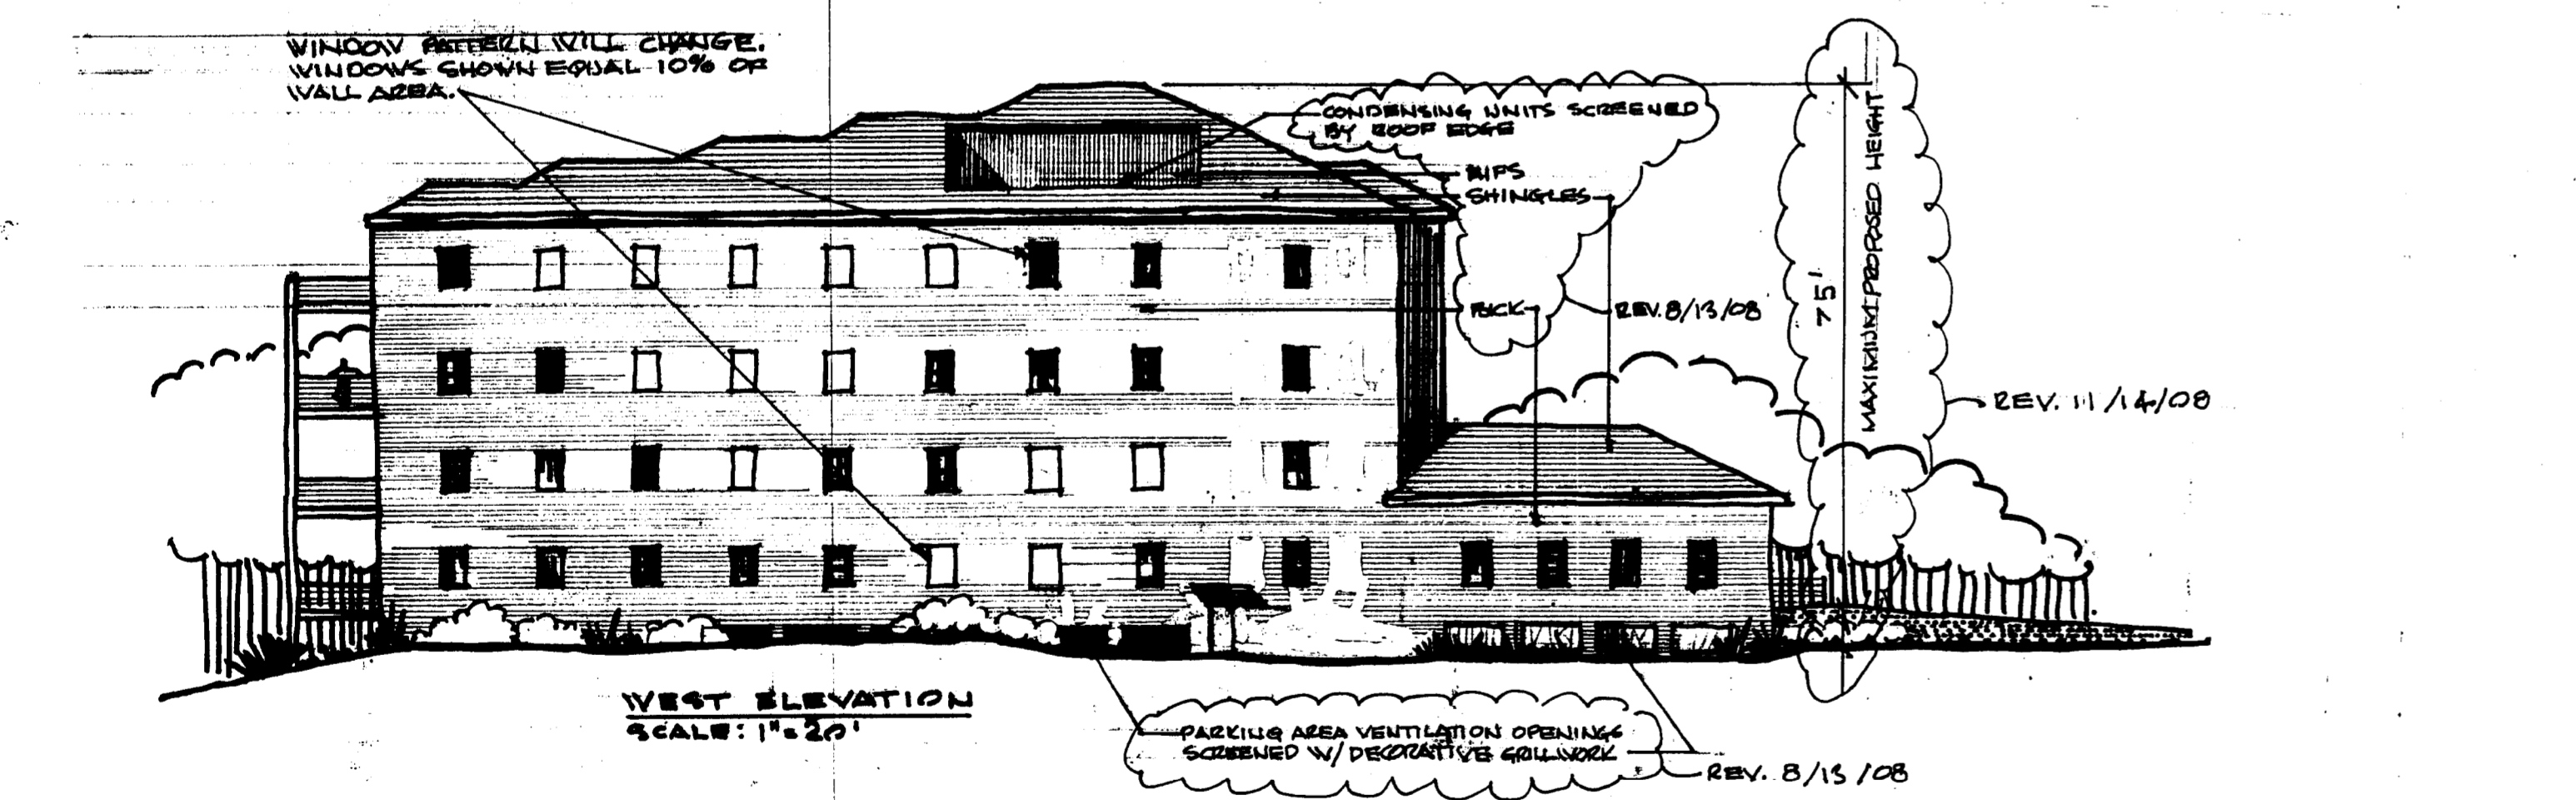 WINDOW PATTERN WILL CHANGE.
WINDOWS SHOWN EQUAL 10% OF
WALL AREA.
CONDENSING UNITS SCREENED
BY ROOF EDGE
SHINGLES
REV. 8/13/08
75'
MAXIMUM PROPOSED HEIGHT
REV. 11/14/08
WEST ELEVATION
SCALE: 1"=20'
PARKING AREA VENTILATION OPENINGS
SCREENED W/ DECORATIVE GRILLWORK
REV. 8/13/08